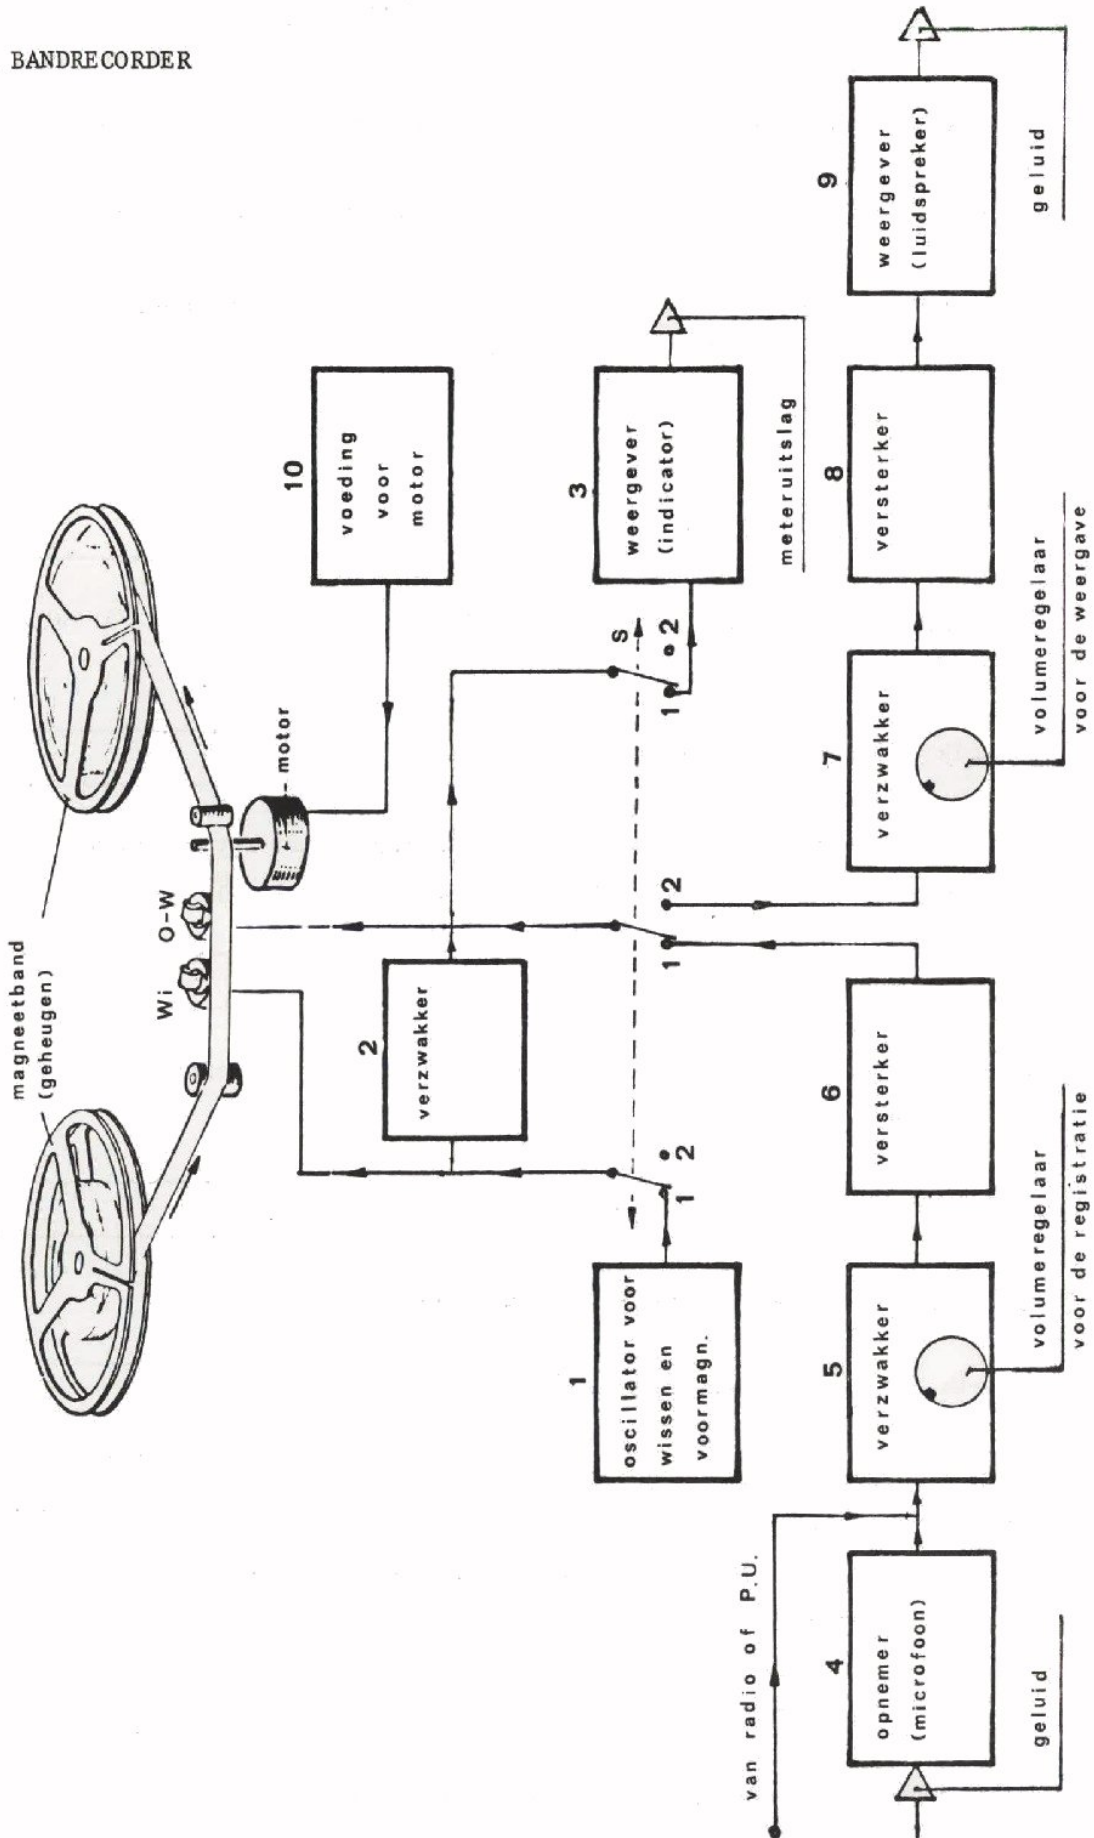 BANDRECORDER
magneetband
(geheugen)
Wi
O-W
motor
10
voeding
voor
motor
2
verzwakker
S
1
2
1
2
1
2
1
oscillator voor
wissen en
voormagn.
3
weergever
(indicator)
meteruitslag
van radio of P.U.
4
opnemer
(microfoon)
geluid
5
verzwakker
volumeregelaar
voor de registratie
6
versterker
7
verzwakker
volumeregelaar
voor de weergave
8
versterker
9
weergever
(luidspreker)
geluid